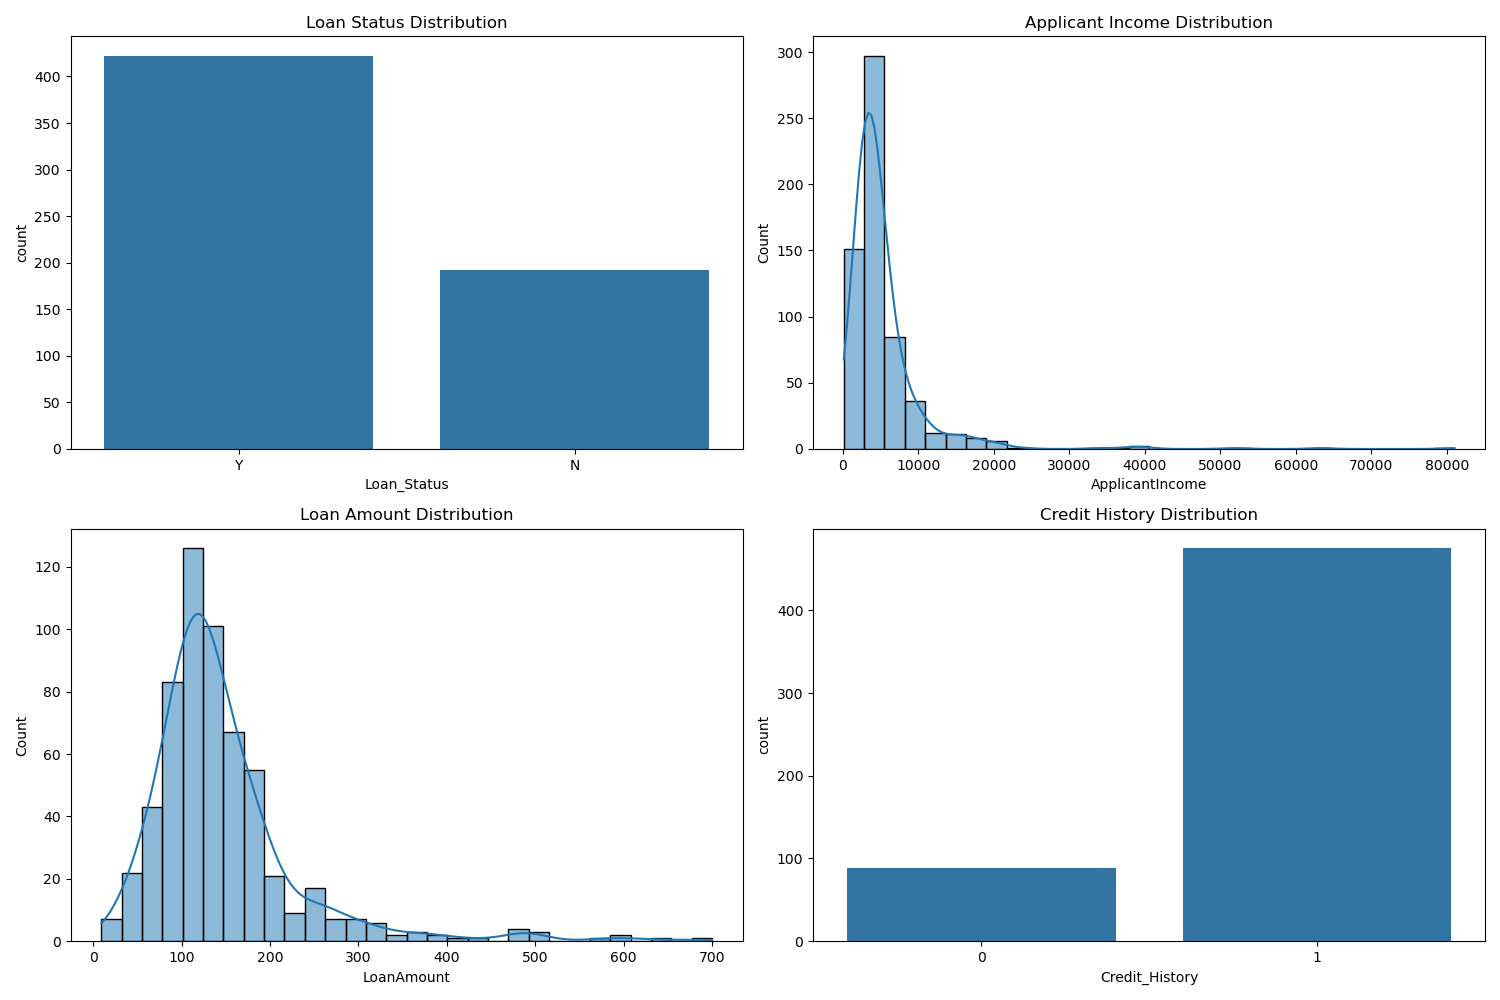 Loan Status Distribution
400
350
300
250
200
150
100
50
0
count
Y N
Loan_Status
Applicant Income Distribution
300
250
200
150
100
50
0
Count
0 10000 20000 30000 40000 50000 60000 70000 80000
ApplicantIncome
Loan Amount Distribution
120
100
80
60
40
20
0
Count
0 100 200 300 400 500 600 700
LoanAmount
Credit History Distribution
400
300
200
100
0
count
0 1
Credit_History